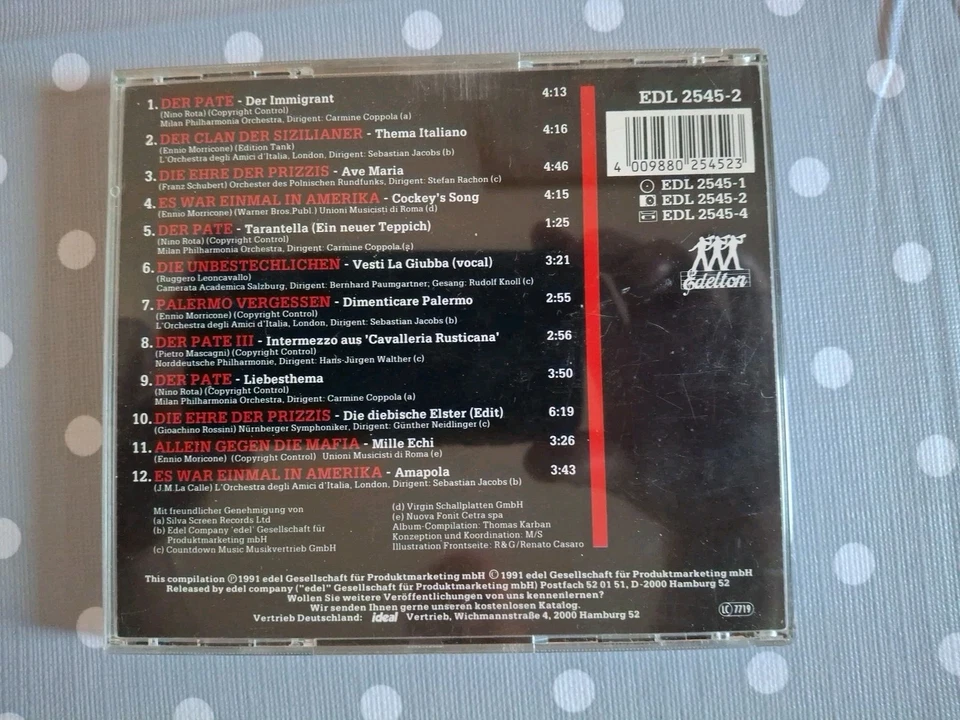 1. DER PATE - Der Immigrant 4:13
(Nino Rota) (Copyright Control)
Milan Philharmonia Orchestra, Dirigent: Carmine Coppola (a)
2. DER CLAN DER SIZILIANER - Thema Italiano 4:16
(Ennio Morricone) (Edition Tank)
L'Orchestra degli Amici d'Italia, London, Dirigent: Sebastian Jacobs (b)
3. DIE EHRE DER PRIZZIS - Ave Maria 4:46
(Franz Schubert) Orchester des Polnischen Rundfunks, Dirigent: Stefan Rachon (c)
4. ES WAR EINMAL IN AMERIKA - Cockey's Song 4:15
(Ennio Morricone) (Warner Bros.Publ.) Unioni Musicisti di Roma (d)
5. DER PATE - Tarantella (Ein neuer Teppich) 1:25
(Nino Rota) (Copyright Control)
Milan Philharmonia Orchestra, Dirigent: Carmine Coppola.(a)
6. DIE UNBESTECHLICHEN - Vesti La Giubba (vocal) 3:21
(Ruggero Leoncavallo)
Camerata Academica Salzburg, Dirigent: Bernhard Paumgartner; Gesang: Rudolf Knoll (c)
7. PALERMO VERGESSEN - Dimenticare Palermo 2:55
(Ennio Morricone) (Copyright Control)
L'Orchestra degli Amici d'Italia, London, Dirigent: Sebastian Jacobs (b)
8. DER PATE III - Intermezzo aus 'Cavalleria Rusticana' 2:56
(Pietro Mascagni) (Copyright Control)
Norddeutsche Philharmonie, Dirigent: Hans-Jürgen Walther (c)
9. DER PATE - Liebesthema 3:50
(Nino Rota) (Copyright Control)
Milan Philharmonia Orchestra, Dirigent: Carmine Coppola (a)
10. DIE EHRE DER PRIZZIS - Die diebische Elster (Edit) 6:19
(Gioachino Rossini) Nürnberger Symphoniker, Dirigent: Günther Neidlinger (c)
11. ALLEIN GEGEN DIE MAFIA - Mille Echi 3:26
(Ennio Moricone) (Copyright Control) Unioni Musicisti di Roma (e)
12. ES WAR EINMAL IN AMERIKA - Amapola 3:43
(J.M.La Calle) L'Orchestra degli Amici d'Italia, London, Dirigent: Sebastian Jacobs (b)
Mit freundlicher Genehmigung von
(a) Silva Screen Records Ltd
(b) Edel Company 'edel' Gesellschaft für
Produktmarketing mbH
(c) Countdown Music Musikvertrieb GmbH
(d) Virgin Schallplatten GmbH
(e) Nuova Fonit Cetra spa
Album-Compilation: Thomas Karban
Konzeption und Koordination: M/S
Illustration Frontseite: R&G/Renato Casaro
This compilation ℗1991 edel Gesellschaft für Produktmarketing mbH ©1991 edel Gesellschaft für Produktmarketing mbH
Released by edel company ("edel" Gesellschaft für Produktmarketing mbH) Postfach 52 01 51, D-2000 Hamburg 52
Wollen Sie weitere Veröffentlichungen von uns kennenlernen?
Wir senden Ihnen gerne unseren kostenlosen Katalog.
Vertrieb Deutschland: ideal Vertrieb, Wichmannstraße 4, 2000 Hamburg 52
EDL 2545-2
4 009880 254523
EDL 2545-1
EDL 2545-2
EDL 2545-4
Edelton
LC 7719